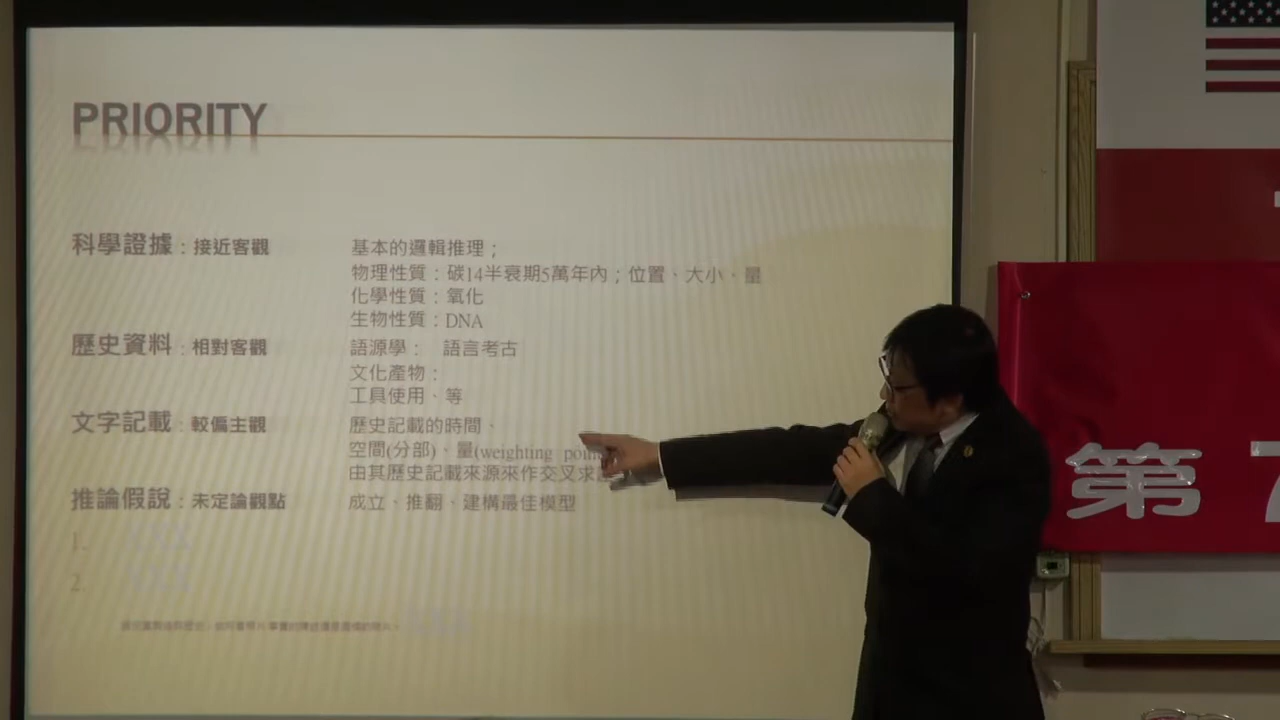 PRIORITY
科學證據：接近客觀 基本的邏輯推理；
物理性質：碳14半衰期5萬年內；位置、大小、量
化學性質：氧化
生物性質：DNA
歷史資料：相對客觀 語源學： 語言考古
文化產物：
工具使用、等
文字記載：較偏主觀 歷史記載的時間、
空間(分部)、量(weighting
由其歷史記載來源來作交叉求
推論假說：未定論觀點 成立、推翻、建構最佳模型
1. XXX
2. XXX
第 7